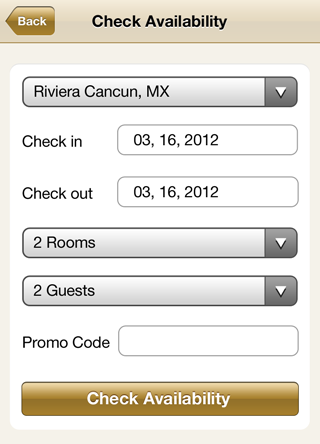 Back
Check Availability
Riviera Cancun, MX
Check in 03, 16, 2012
Check out 03, 16, 2012
2 Rooms
2 Guests
Promo Code
Check Availability